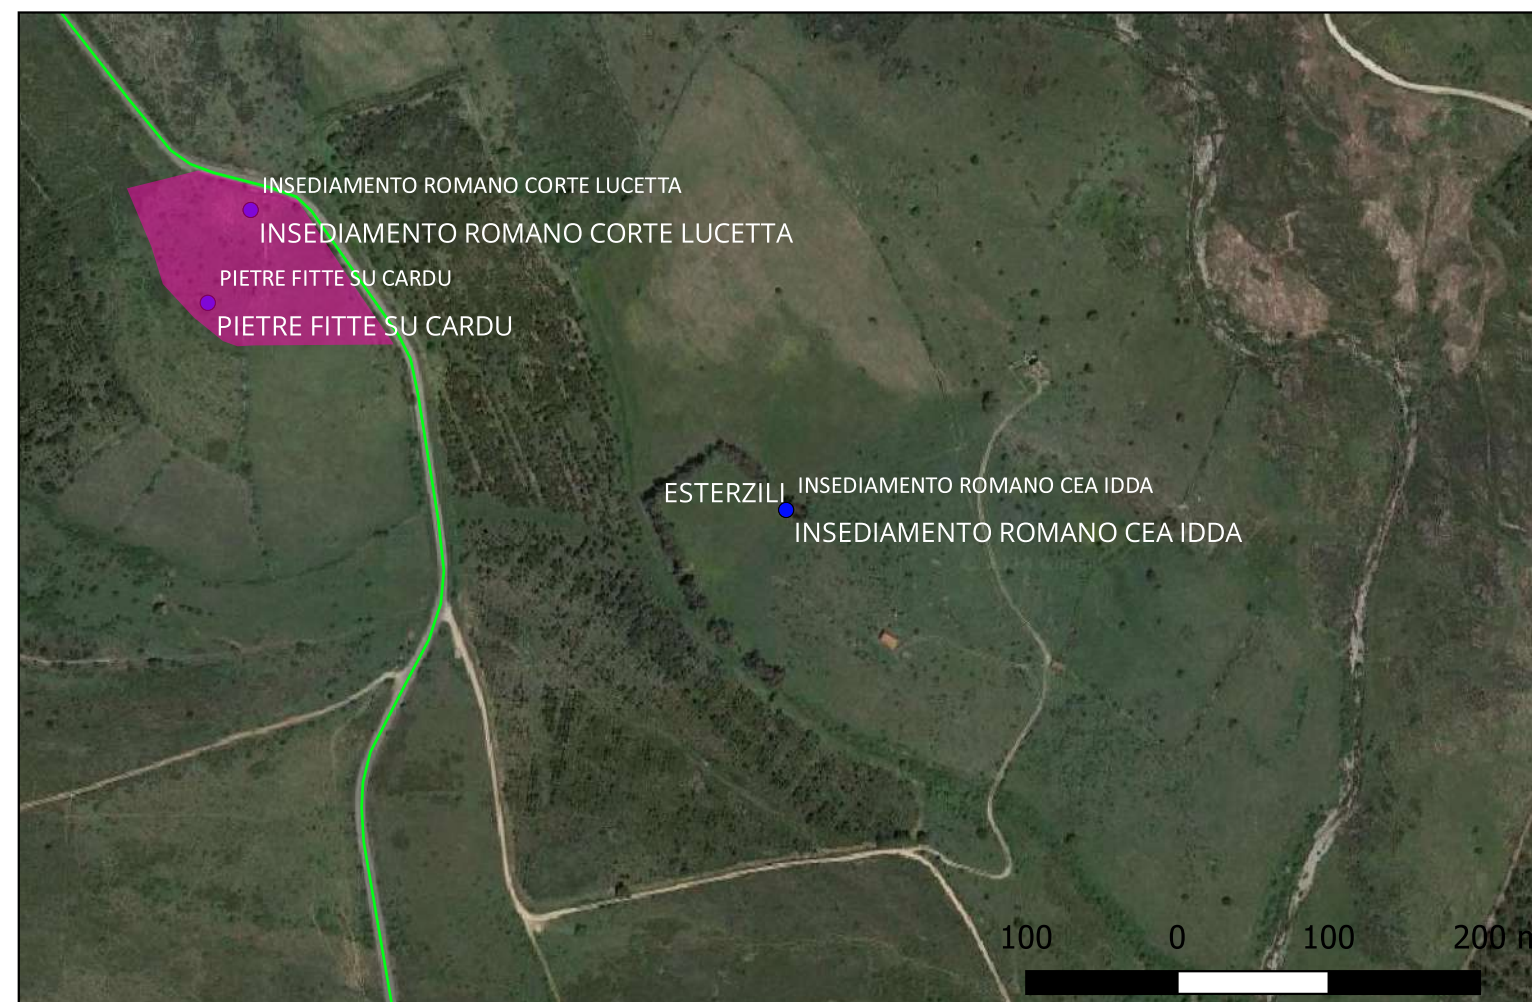 INSEDIAMENTO ROMANO CORTE LUCETTA
INSEDIAMENTO ROMANO CORTE LUCETTA
PIETRE FITTE SU CARDU
PIETRE FITTE SU CARDU
ESTERZILI
INSEDIAMENTO ROMANO CEA IDDA
INSEDIAMENTO ROMANO CEA IDDA
100 0 100 200 m